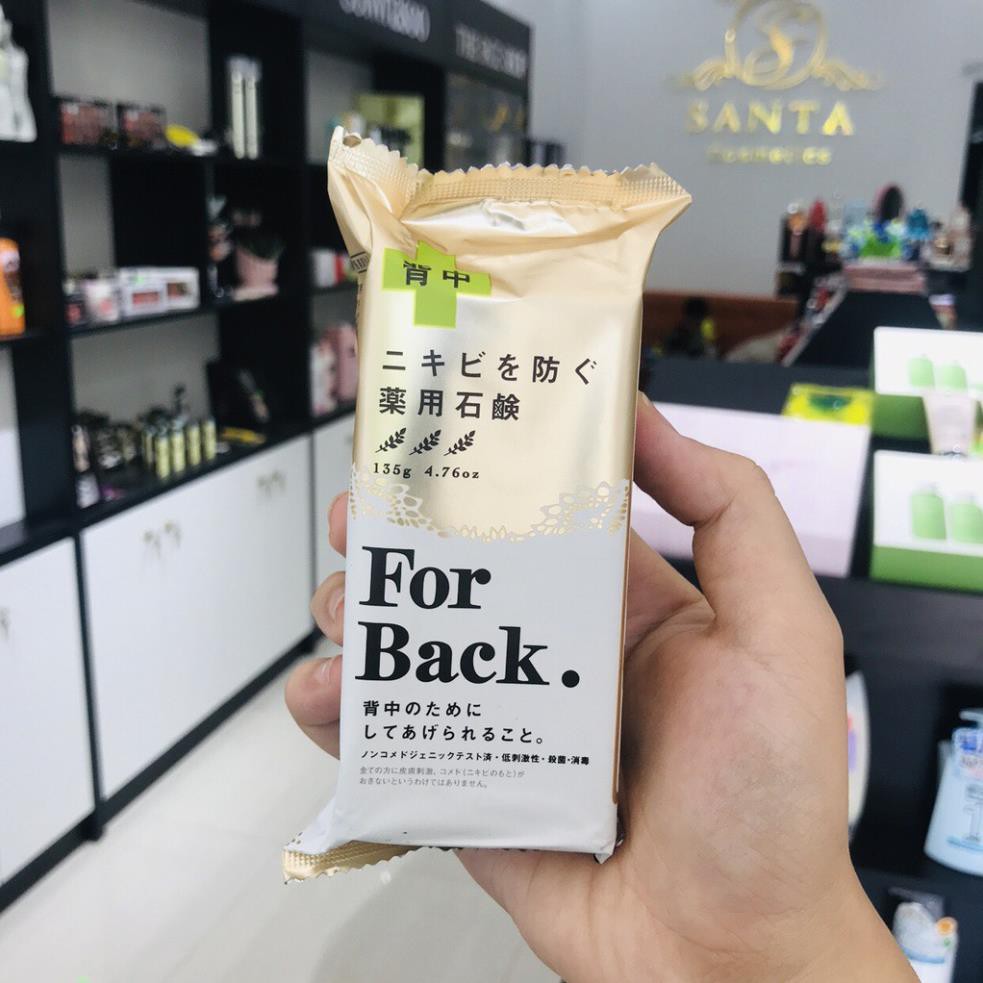 SANTA
Cosmetics
背中
ニキビを防ぐ
薬用石鹸
135g 4.76oz
For
Back.
背中のために
してあげられること。
ノンコメドジェニックテスト済・低刺激性・殺菌・消毒
全ての方に皮膚刺激、コメド(ニキビのもと)が
おきないというわけではありません。